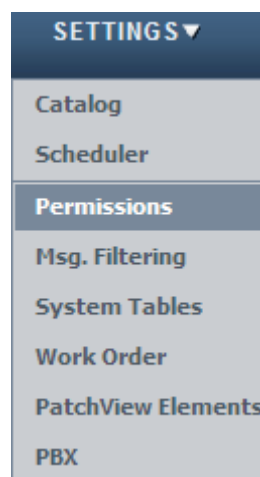 SETTINGS▼
Catalog
Scheduler
Permissions
Msg. Filtering
System Tables
Work Order
PatchView Elements
PBX